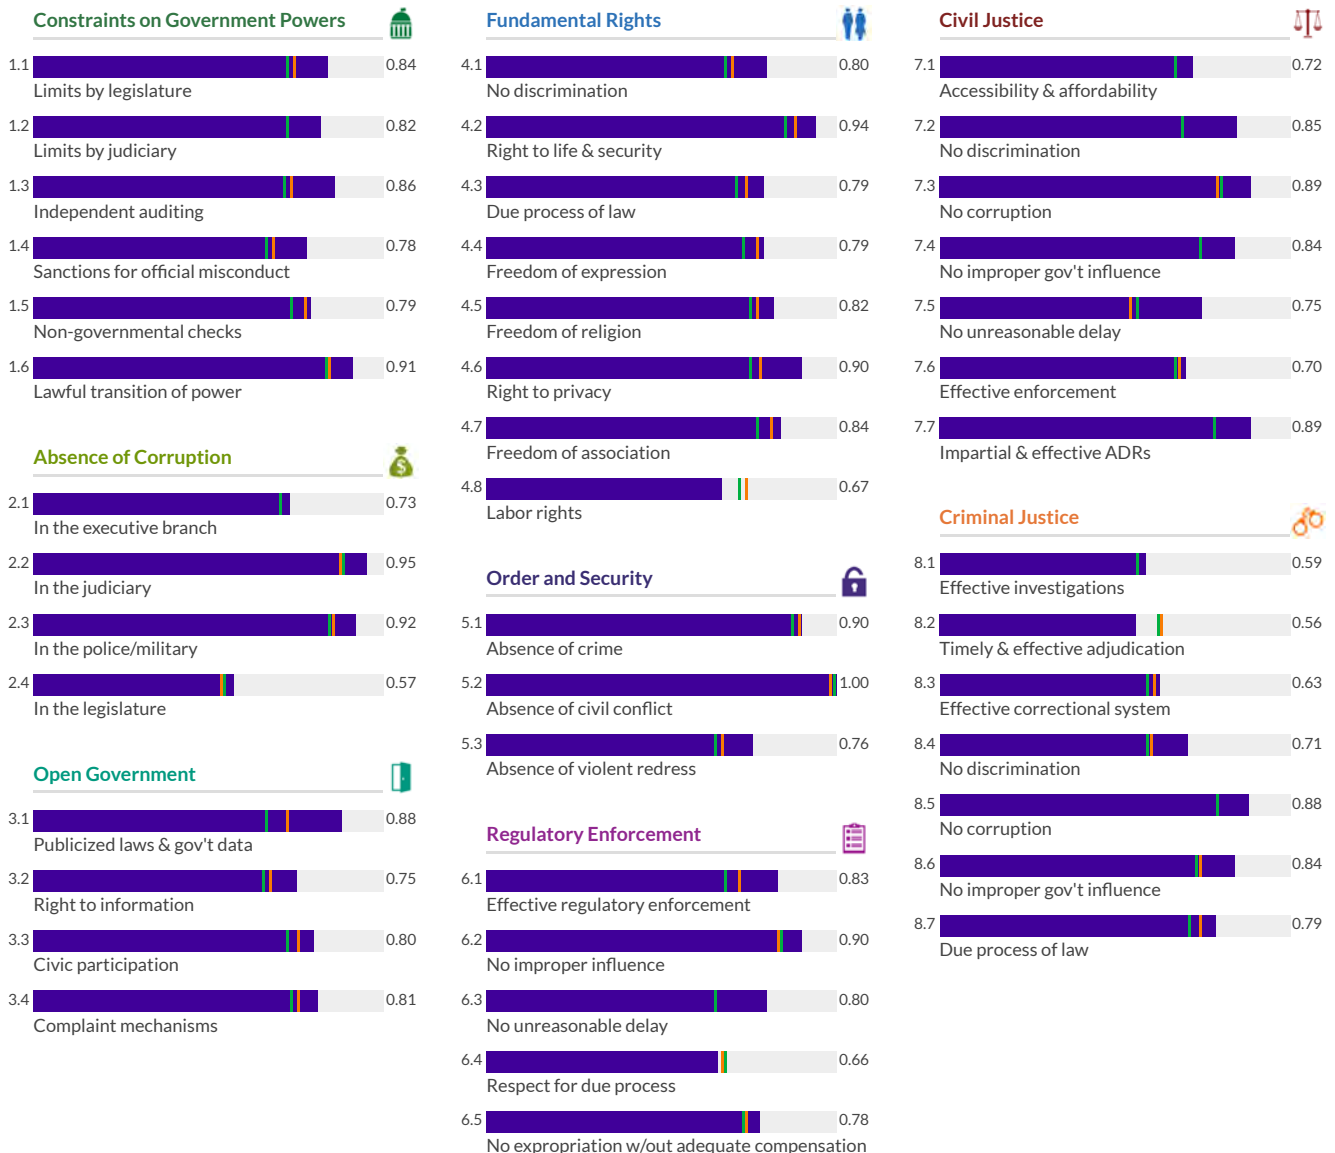 Constraints on Government Powers
1.1 0.84
Limits by legislature
1.2 0.82
Limits by judiciary
1.3 0.86
Independent auditing
1.4 0.78
Sanctions for official misconduct
1.5 0.79
Non-governmental checks
1.6 0.91
Lawful transition of power
Absence of Corruption
$
2.1 0.73
In the executive branch
2.2 0.95
In the judiciary
2.3 0.92
In the police/military
2.4 0.57
In the legislature
Open Government
3.1 0.88
Publicized laws & gov't data
3.2 0.75
Right to information
3.3 0.80
Civic participation
3.4 0.81
Complaint mechanisms
Fundamental Rights
4.1 0.80
No discrimination
4.2 0.94
Right to life & security
4.3 0.79
Due process of law
4.4 0.79
Freedom of expression
4.5 0.82
Freedom of religion
4.6 0.90
Right to privacy
4.7 0.84
Freedom of association
4.8 0.67
Labor rights
Order and Security
5.1 0.90
Absence of crime
5.2 1.00
Absence of civil conflict
5.3 0.76
Absence of violent redress
Regulatory Enforcement
6.1 0.83
Effective regulatory enforcement
6.2 0.90
No improper influence
6.3 0.80
No unreasonable delay
6.4 0.66
Respect for due process
6.5 0.78
No expropriation w/out adequate compensation
Civil Justice
7.1 0.72
Accessibility & affordability
7.2 0.85
No discrimination
7.3 0.89
No corruption
7.4 0.84
No improper gov't influence
7.5 0.75
No unreasonable delay
7.6 0.70
Effective enforcement
7.7 0.89
Impartial & effective ADRs
Criminal Justice
8.1 0.59
Effective investigations
8.2 0.56
Timely & effective adjudication
8.3 0.63
Effective correctional system
8.4 0.71
No discrimination
8.5 0.88
No corruption
8.6 0.84
No improper gov't influence
8.7 0.79
Due process of law